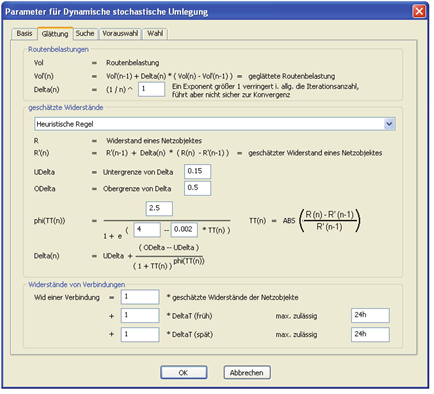 Parameter für Dynamische stochastische Umlegung
Basis Glättung Suche Vorauswahl Wahl
Routenbelastungen
Vol = Routenbelastung
Vol'(n) = Vol'(n-1) + Delta(n) * ( Vol(n) - Vol'(n-1) ) = geglättete Routenbelastung
Delta(n) = (1 / n) ^ 1 Ein Exponent größer 1 verringert i. allg. die Iterationsanzahl,
führt aber nicht sicher zur Konvergenz
geschätzte Widerstände
Heuristische Regel
R = Widerstand eines Netzobjektes
R'(n) = R'(n-1) + Delta(n) * ( R(n) - R'(n-1) ) = geschätzter Widerstand eines Netzobjektes
UDelta = Untergrenze von Delta 0.15
ODelta = Obergrenze von Delta 0.5
2.5
phi(TT(n)) = TT(n) = ABS ( R (n) - R' (n-1) / R' (n-1) )
1 + e ( 4 -- 0.002 * TT(n) )
( ODelta -- UDelta )
Delta(n) = UDelta +
( 1 + TT(n) ) phi(TT(n))
Widerstände von Verbindungen
Wid einer Verbindung = 1 * geschätzte Widerstände der Netzobjekte
+ 1 * DeltaT (früh) max. zulässig 24h
+ 1 * DeltaT (spät) max. zulässig 24h
OK Abbrechen